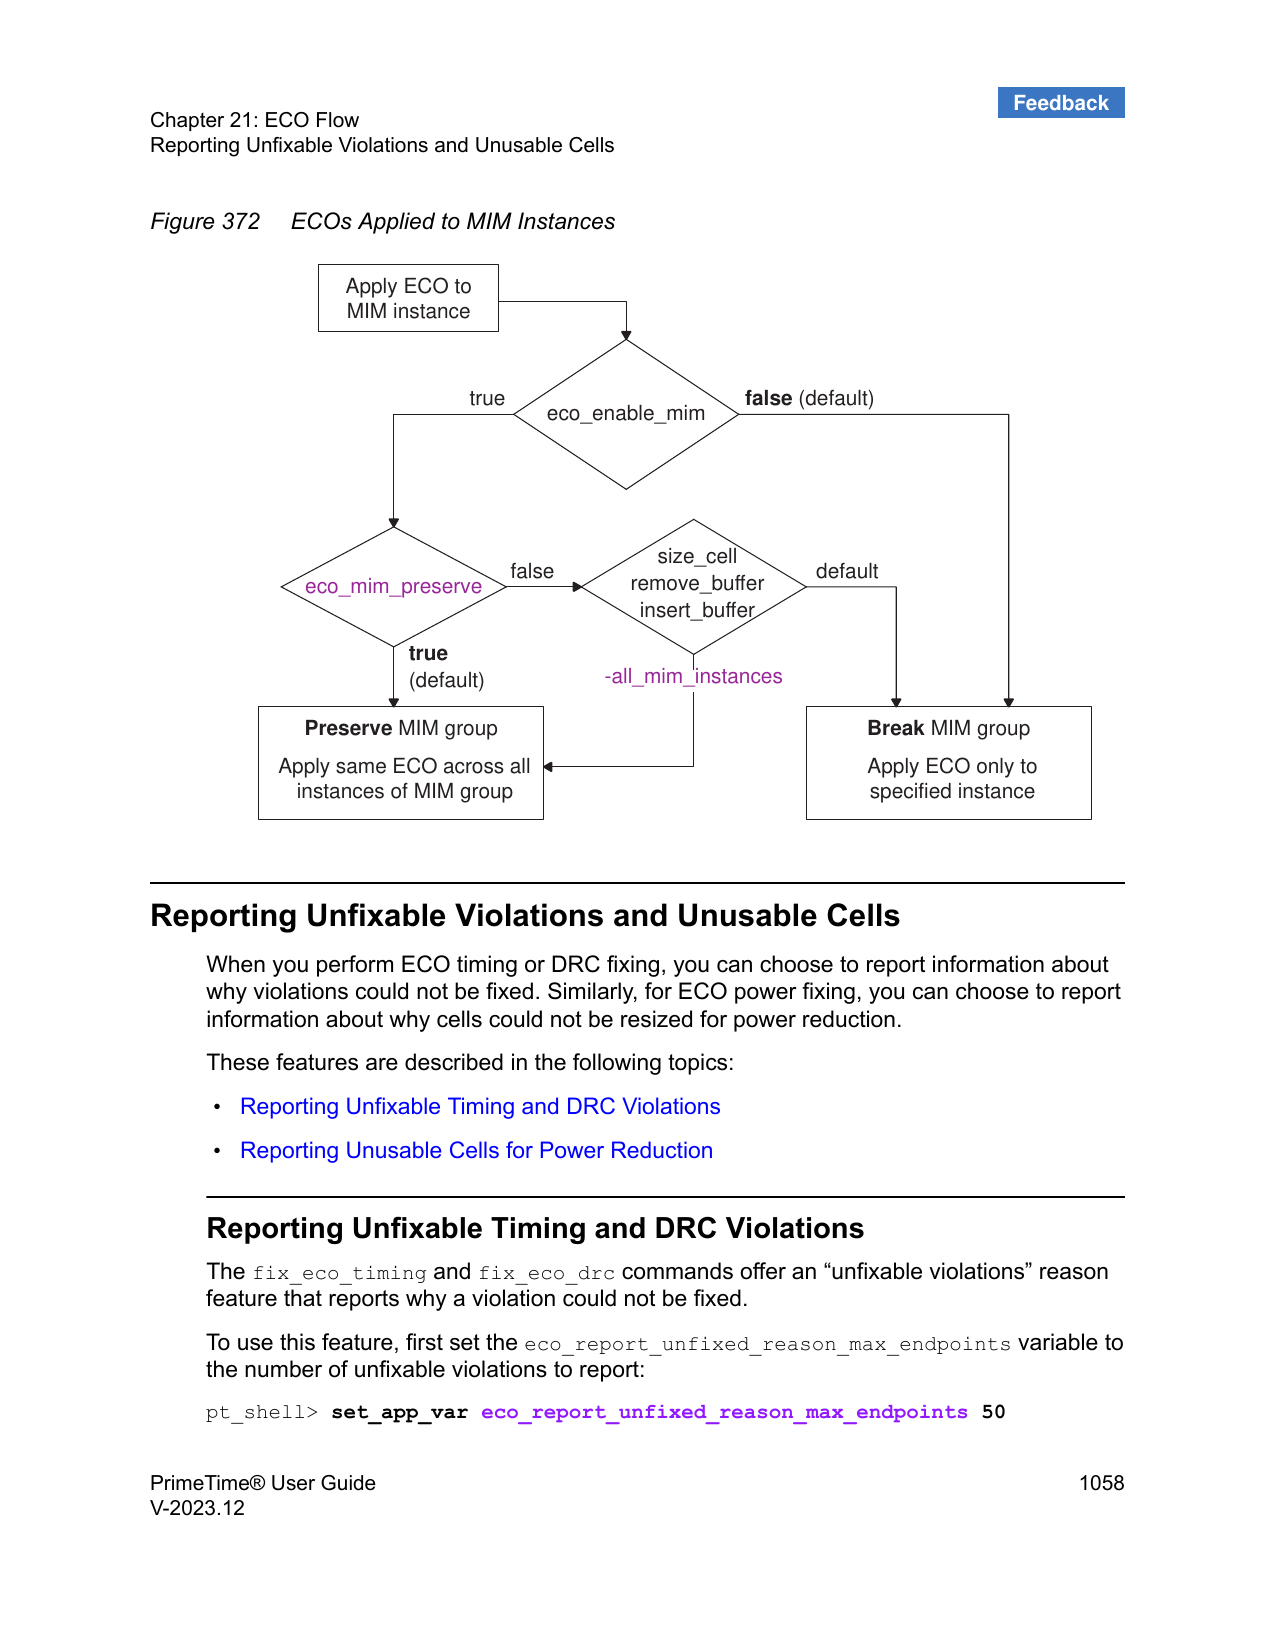 Feedback
Chapter 21: ECO Flow
Reporting Unfixable Violations and Unusable Cells
Figure 372 ECOs Applied to MIM Instances
Apply ECO to
MIM instance
true
false (default)
eco_enable_mim
eco_mim_preserve
false
size_cell
remove_buffer
insert_buffer
default
true
(default)
-all_mim_instances
Preserve MIM group
Apply same ECO across all
instances of MIM group
Break MIM group
Apply ECO only to
specified instance
Reporting Unfixable Violations and Unusable Cells
When you perform ECO timing or DRC fixing, you can choose to report information about
why violations could not be fixed. Similarly, for ECO power fixing, you can choose to report
information about why cells could not be resized for power reduction.
These features are described in the following topics:
• Reporting Unfixable Timing and DRC Violations
• Reporting Unusable Cells for Power Reduction
Reporting Unfixable Timing and DRC Violations
The fix_eco_timing and fix_eco_drc commands offer an “unfixable violations” reason
feature that reports why a violation could not be fixed.
To use this feature, first set the eco_report_unfixed_reason_max_endpoints variable to
the number of unfixable violations to report:
pt_shell> set_app_var eco_report_unfixed_reason_max_endpoints 50
PrimeTime® User Guide 1058
V-2023.12